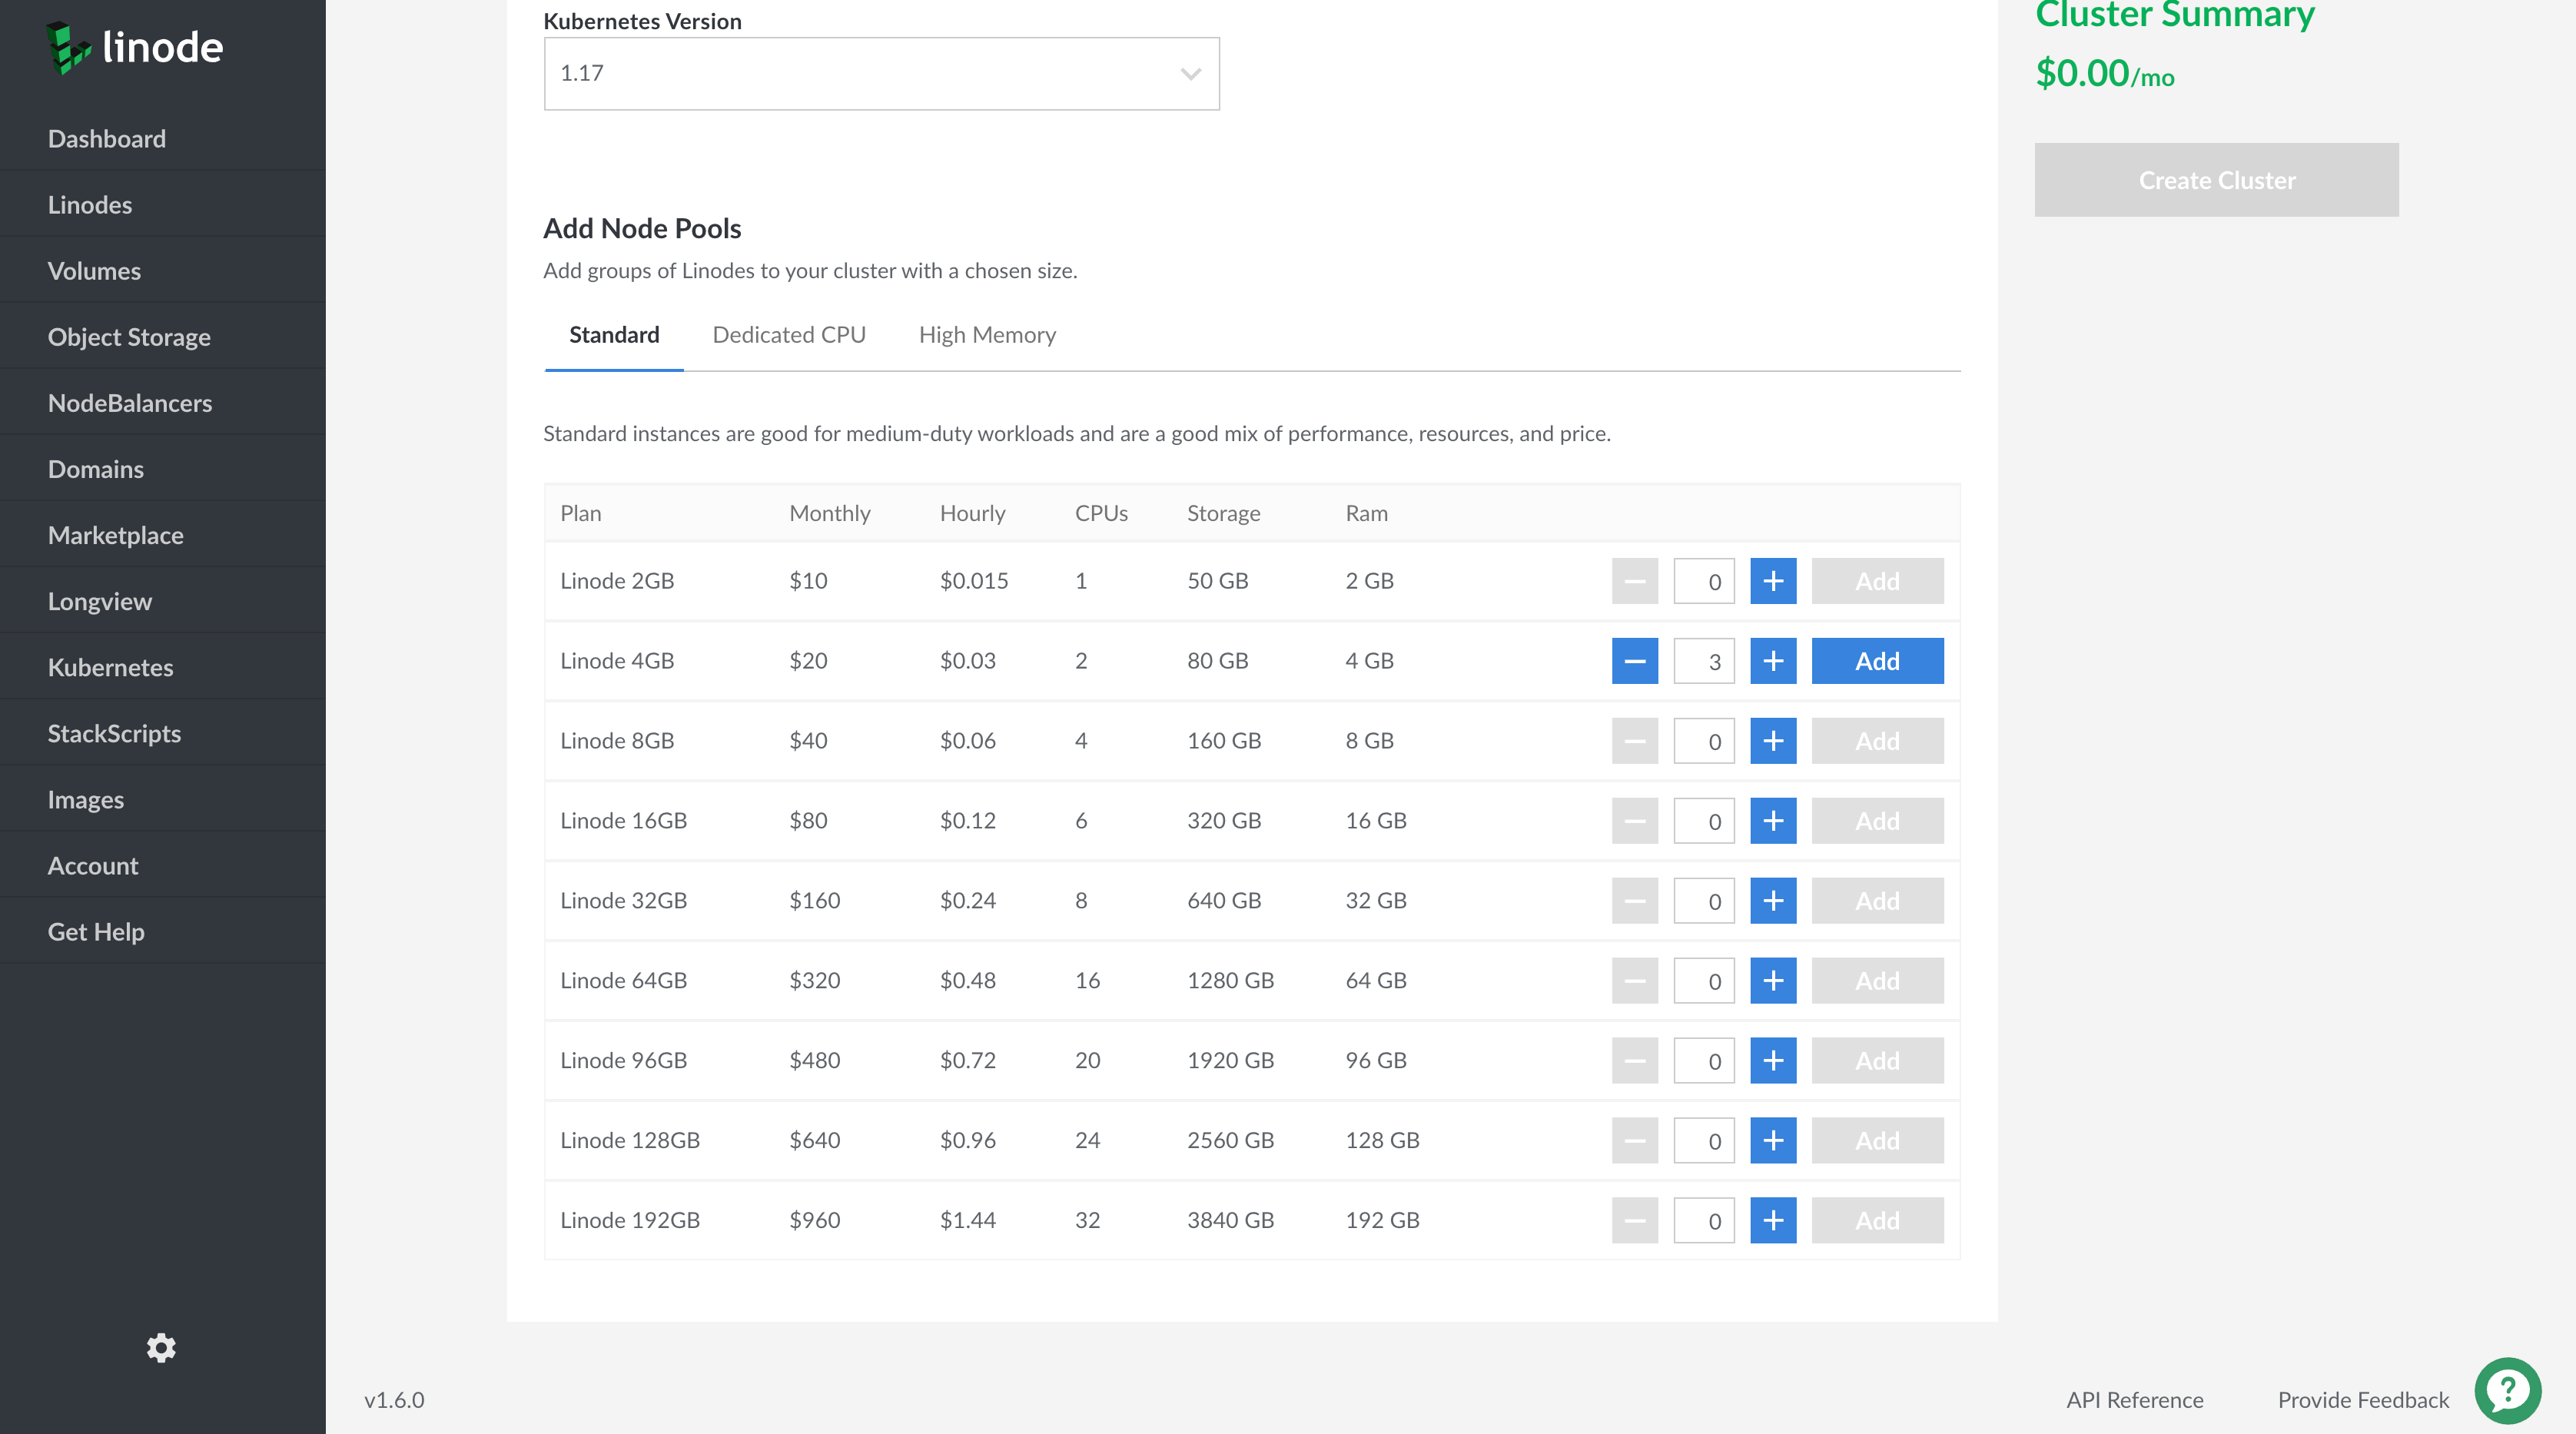 linode
Dashboard
Linodes
Volumes
Object Storage
NodeBalancers
Domains
Marketplace
Longview
Kubernetes
StackScripts
Images
Account
Get Help
Kubernetes Version
1.17
Add Node Pools
Add groups of Linodes to your cluster with a chosen size.
Standard Dedicated CPU High Memory
Standard instances are good for medium-duty workloads and are a good mix of performance, resources, and price.
Plan Monthly Hourly CPUs Storage Ram
Linode 2GB $10 $0.015 1 50 GB 2 GB 0 Add
Linode 4GB $20 $0.03 2 80 GB 4 GB 3 Add
Linode 8GB $40 $0.06 4 160 GB 8 GB 0 Add
Linode 16GB $80 $0.12 6 320 GB 16 GB 0 Add
Linode 32GB $160 $0.24 8 640 GB 32 GB 0 Add
Linode 64GB $320 $0.48 16 1280 GB 64 GB 0 Add
Linode 96GB $480 $0.72 20 1920 GB 96 GB 0 Add
Linode 128GB $640 $0.96 24 2560 GB 128 GB 0 Add
Linode 192GB $960 $1.44 32 3840 GB 192 GB 0 Add
Cluster Summary
$0.00/mo
Create Cluster
v1.6.0
API Reference Provide Feedback